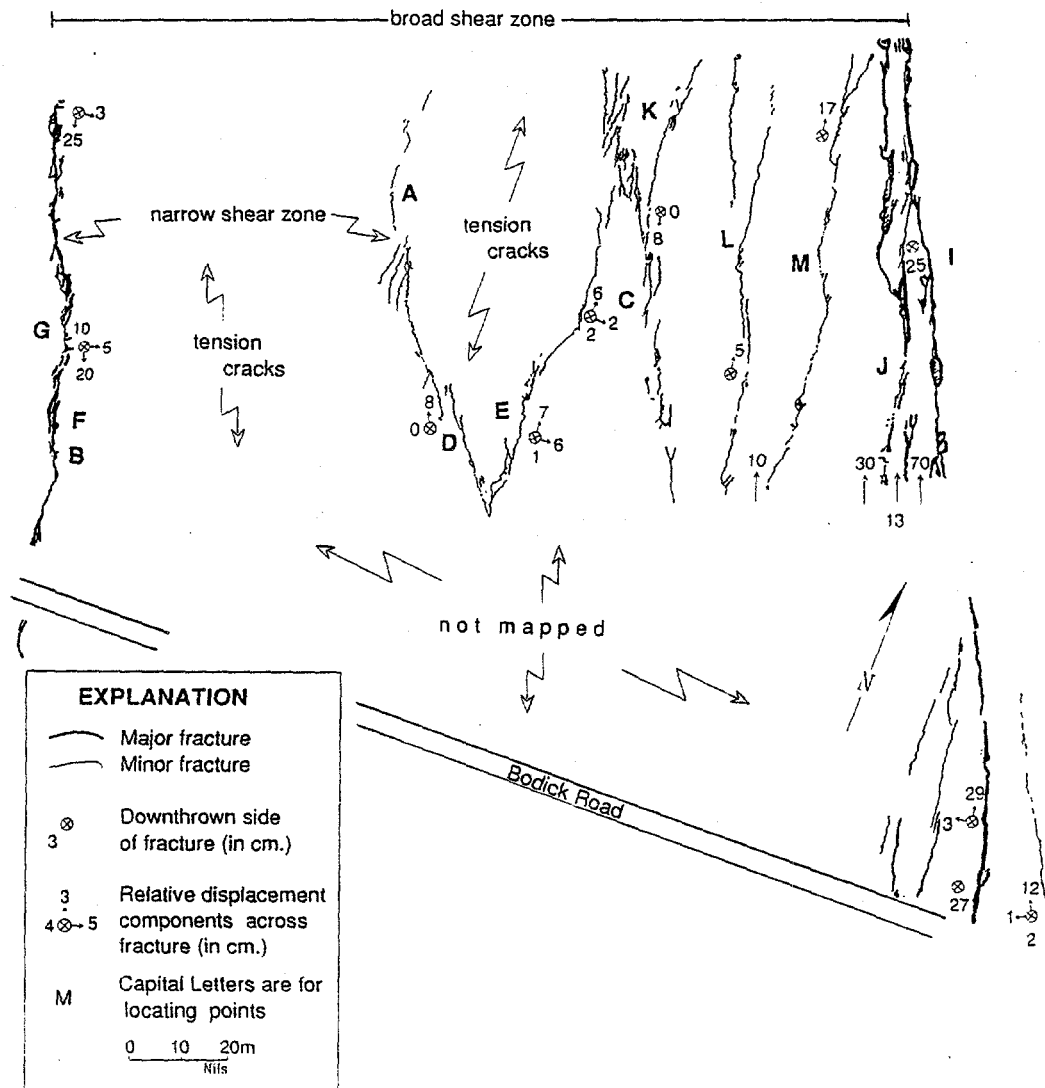 broad shear zone
3
25
17
K
A
narrow shear zone
tension
cracks
0
8
L
M
I
25
6
C
2
2
G
10
5
20
tension
cracks
5
J
8
0
D
E
7
6
1
F
B
10
30
70
13
not mapped
N
Bodick Road
29
13
27
12
1
2
EXPLANATION
Major fracture
Minor fracture
Downthrown side
3 of fracture (in cm.)
3 Relative displacement
4 5 components across
fracture (in cm.)
M Capital Letters are for
locating points
0 10 20m
Nils